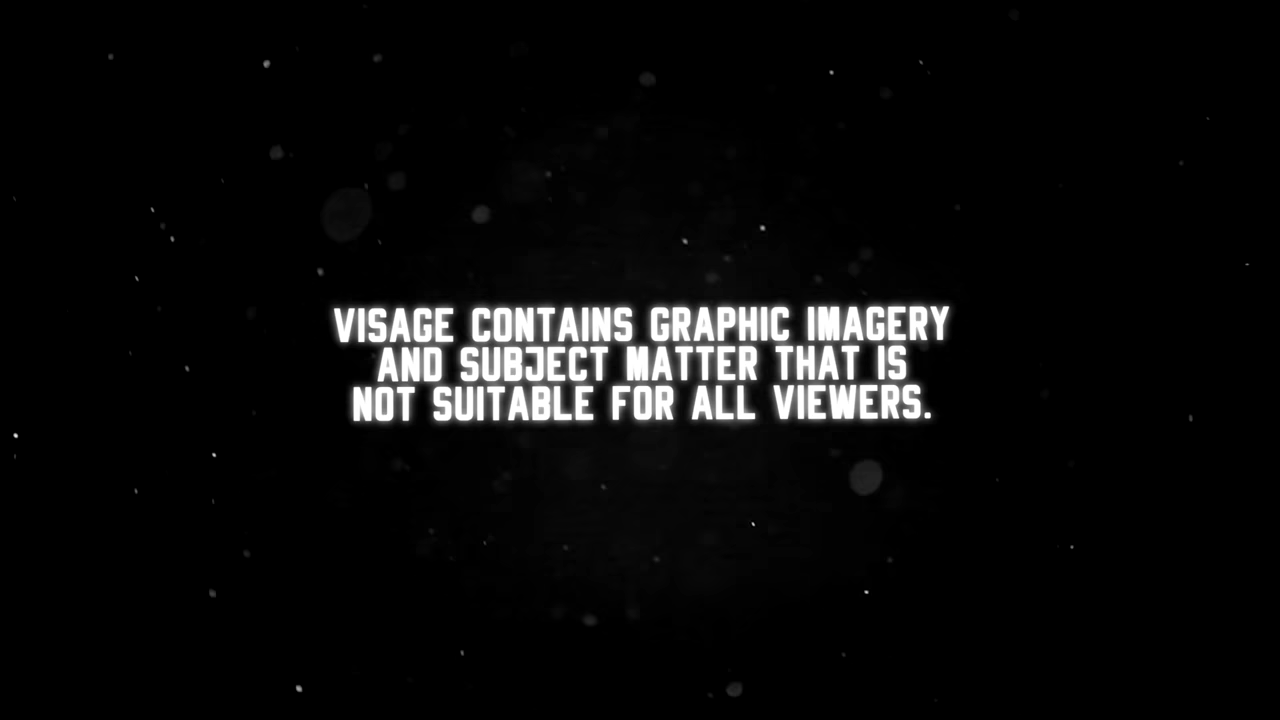 VISAGE CONTAINS GRAPHIC IMAGERY
AND SUBJECT MATTER THAT IS
NOT SUITABLE FOR ALL VIEWERS.